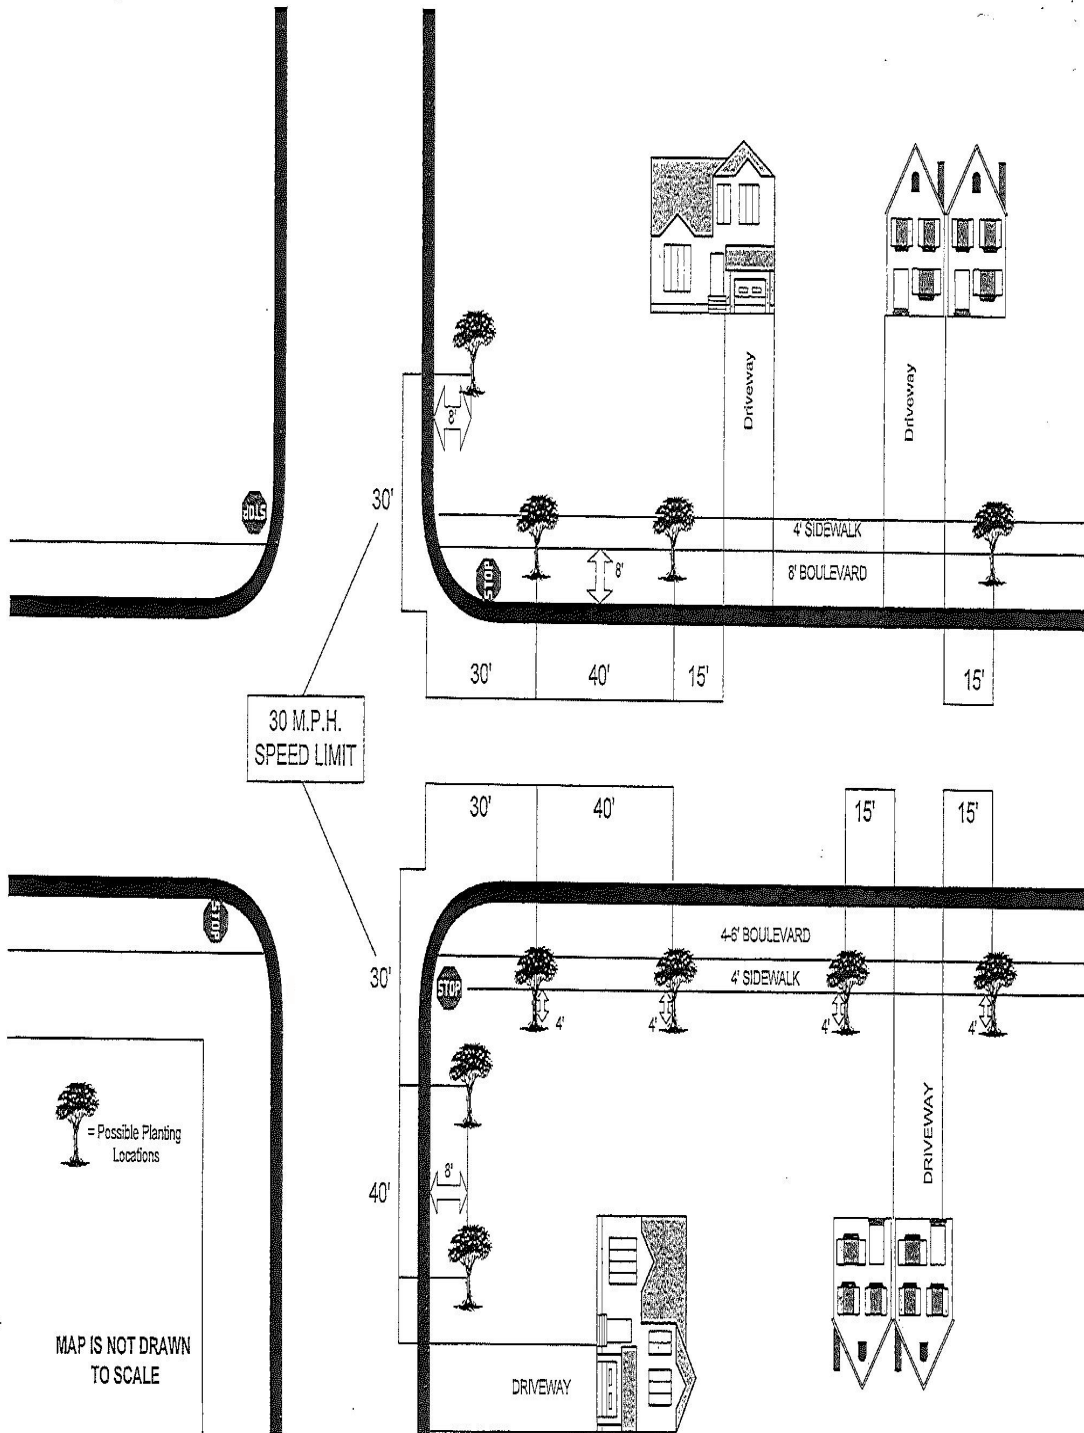 8'
Driveway
Driveway
30'
STOP
4' SIDEWALK
8' BOULEVARD
8'
STOP
30'
40'
15'
15'
30 M.P.H.
SPEED LIMIT
30'
40'
15'
15'
STOP
4-6' BOULEVARD
4' SIDEWALK
30'
STOP
4'
4'
4'
4'
DRIVEWAY
= Possible Planting
Locations
8'
40'
MAP IS NOT DRAWN
TO SCALE
DRIVEWAY